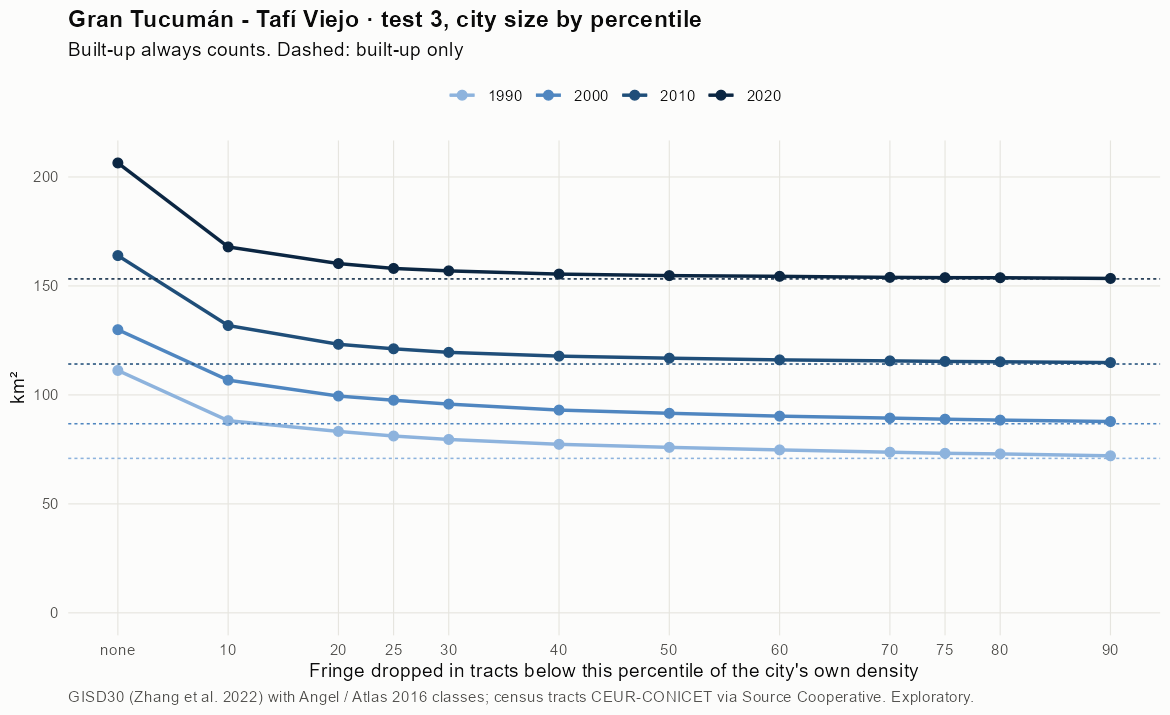 Gran Tucumán - Tafí Viejo · test 3, city size by percentile
Built-up always counts. Dashed: built-up only
1990 2000 2010 2020
200
150
100
50
0
km²
none 10 20 25 30 40 50 60 70 75 80 90
Fringe dropped in tracts below this percentile of the city's own density
GISD30 (Zhang et al. 2022) with Angel / Atlas 2016 classes; census tracts CEUR-CONICET via Source Cooperative. Exploratory.